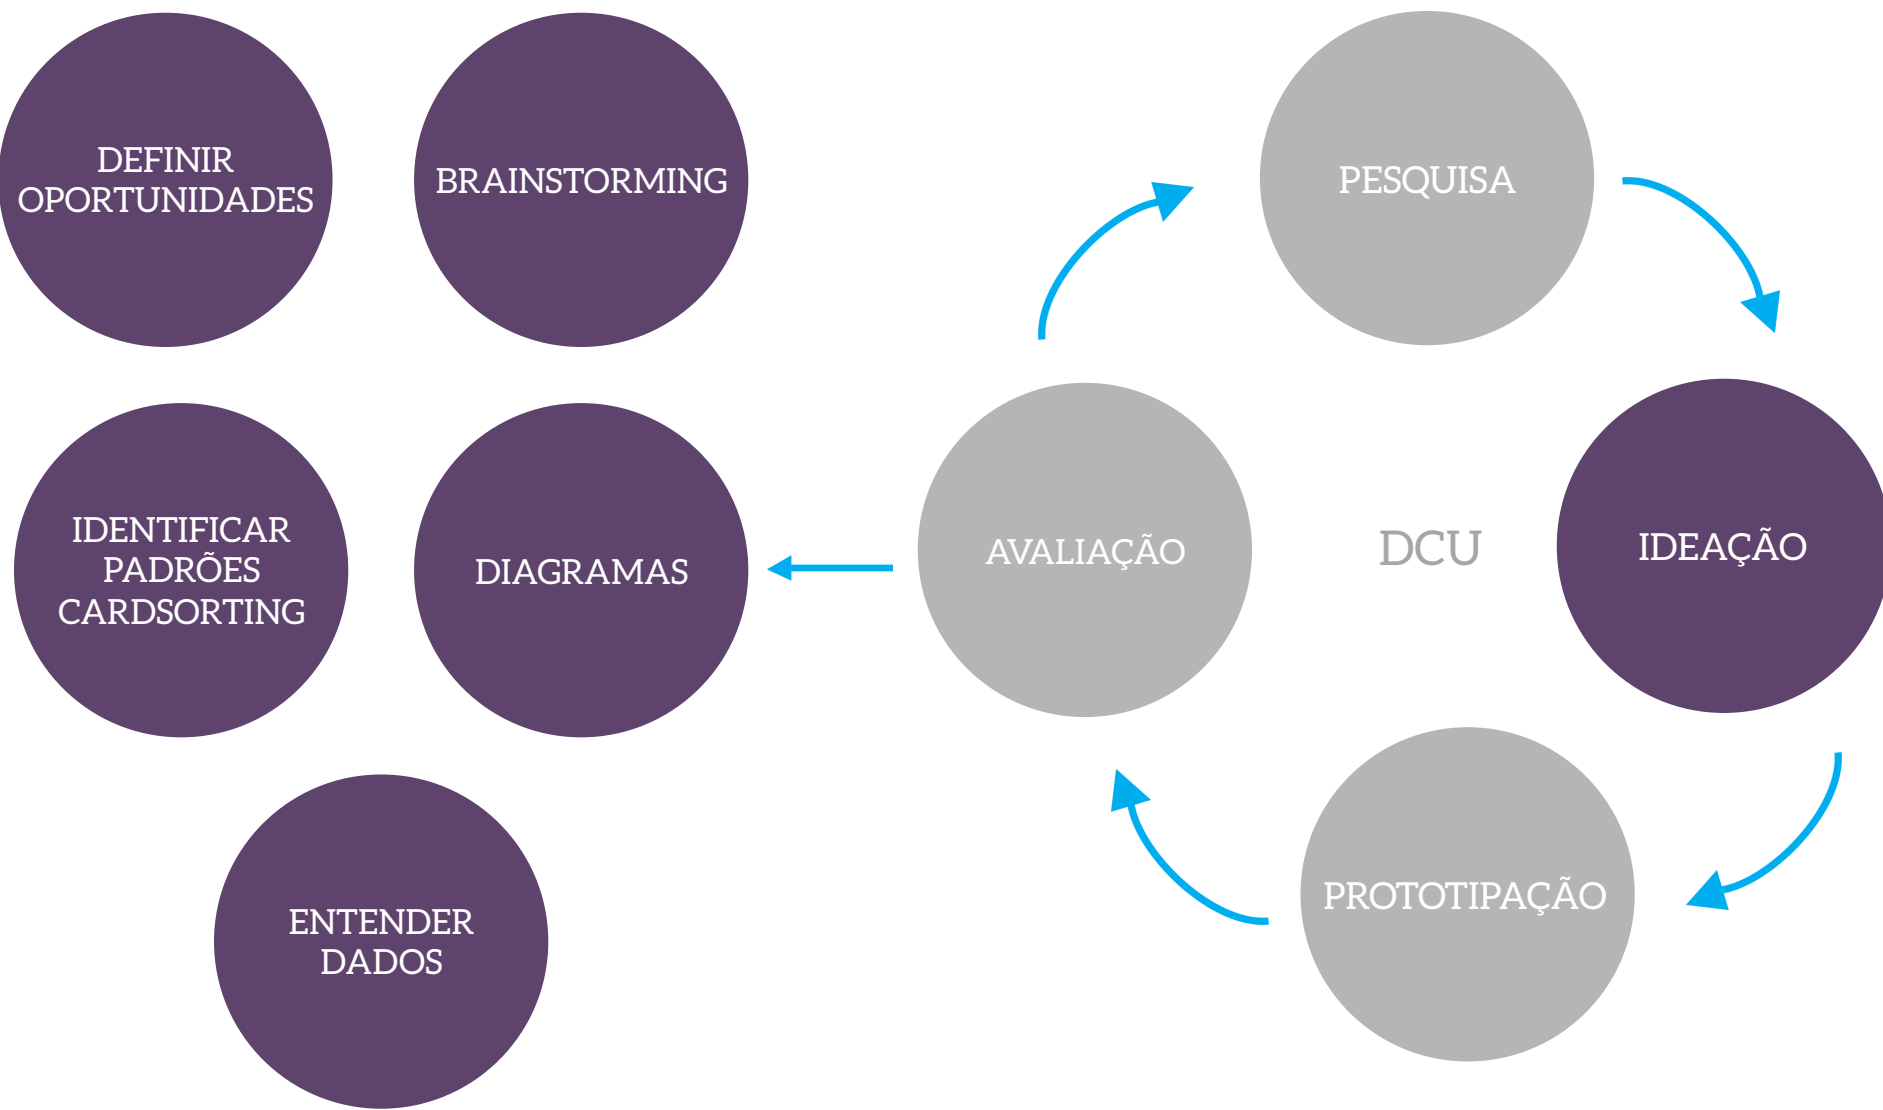 DEFINIR
OPORTUNIDADES
BRAINSTORMING
IDENTIFICAR
PADRÕES
CARDSORTING
DIAGRAMAS
ENTENDER
DADOS
PESQUISA
AVALIAÇÃO
DCU
IDEAÇÃO
PROTOTIPAÇÃO